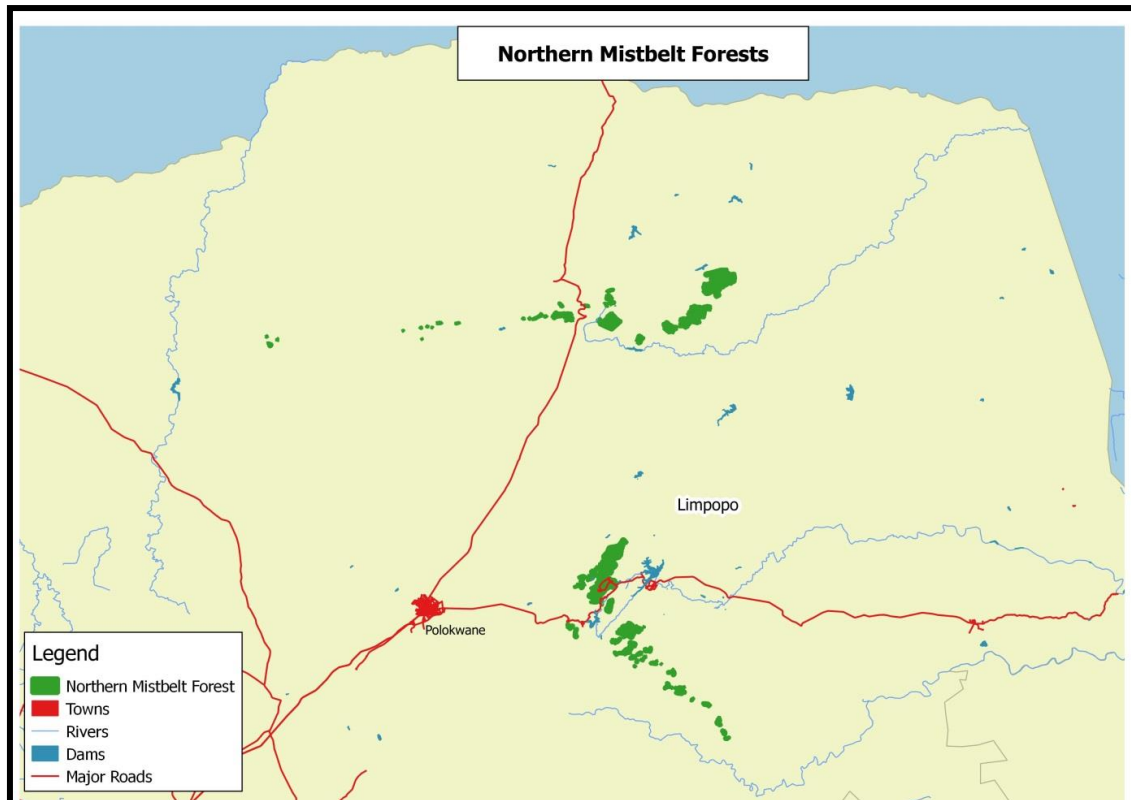 Northern Mistbelt Forests
Limpopo
Polokwane
Legend
Northern Mistbelt Forest
Towns
Rivers
Dams
Major Roads